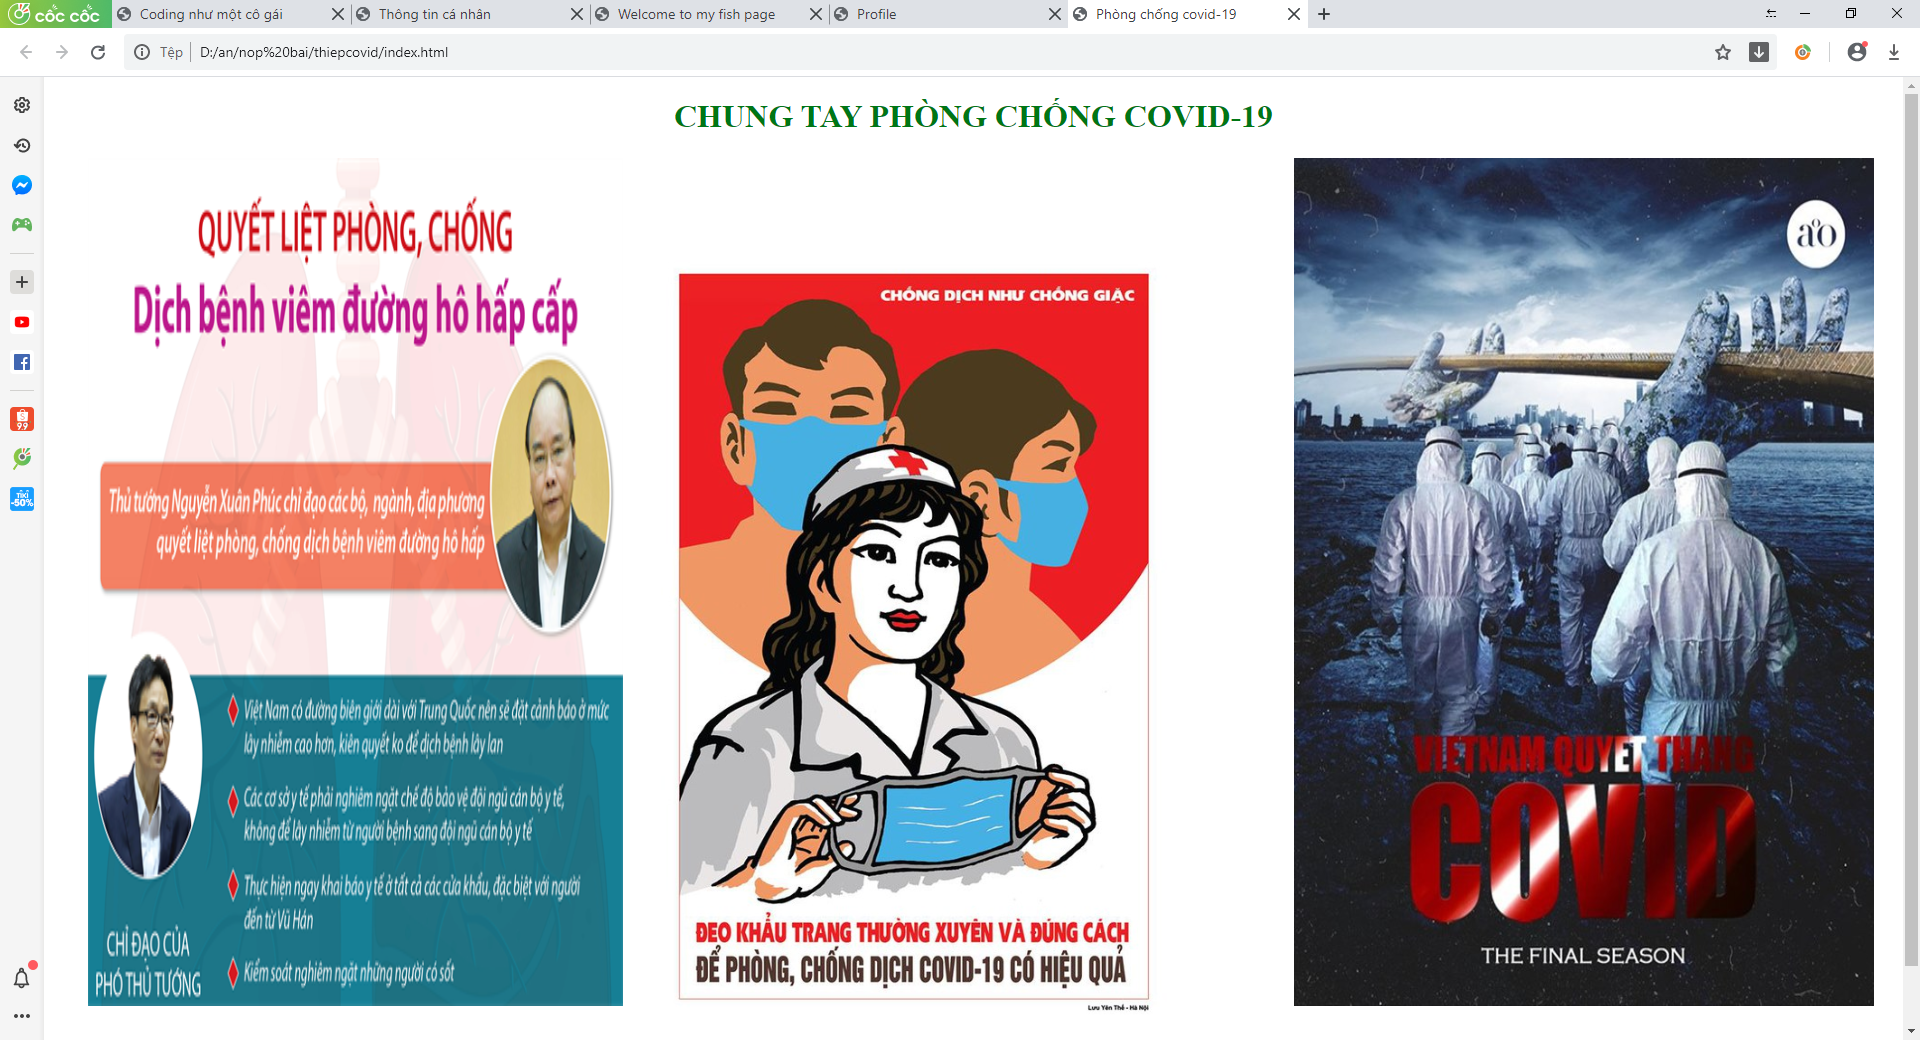 cốc cốc
Coding như một cô gái
Thông tin cá nhân
Welcome to my fish page
Profile
Phòng chống covid-19
Tệp
D:/an/nop%20bai/thiepcovid/index.html
CHUNG TAY PHÒNG CHỐNG COVID-19
QUYẾT LIỆT PHÒNG, CHỐNG
Dịch bệnh viêm đường hô hấp cấp
Thủ tướng Nguyễn Xuân Phúc chỉ đạo các bộ, ngành, địa phương
quyết liệt phòng, chống dịch bệnh viêm đường hô hấp
Việt Nam có đường biên giới dài với Trung Quốc nên sẽ đặt cảnh báo ở mức
lây nhiễm cao hơn, kiên quyết ko để dịch bệnh lây lan
Các cơ sở y tế phải nghiêm ngặt chế độ bảo vệ đội ngũ cán bộ y tế,
không để lây nhiễm từ người bệnh sang đội ngũ cán bộ y tế
Thực hiện ngay khai báo y tế ở tất cả các cửa khẩu, đặc biệt với người
đến từ Vũ Hán
Kiểm soát nghiêm ngặt những người có sốt
CHỈ ĐẠO CỦA
PHÓ THỦ TƯỚNG
CHỐNG DỊCH NHƯ CHỐNG GIẶC
ĐEO KHẨU TRANG THƯỜNG XUYÊN VÀ ĐÚNG CÁCH
ĐỂ PHÒNG, CHỐNG DỊCH COVID-19 CÓ HIỆU QUẢ
Lưu Yên Thế - Hà Nội
aoo
VIETNAM QUYET THANG
COVID
THE FINAL SEASON
9.9
TIKI
-50%